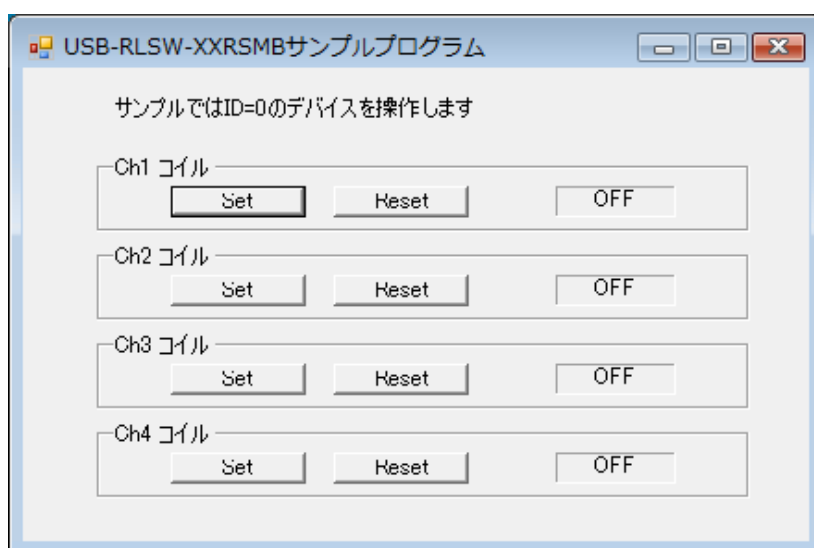 USB-RLSW-XXRSMBサンプルプログラム
サンプルではID=0のデバイスを操作します
Ch1 コイル
Set Reset OFF
Ch2 コイル
Set Reset OFF
Ch3 コイル
Set Reset OFF
Ch4 コイル
Set Reset OFF